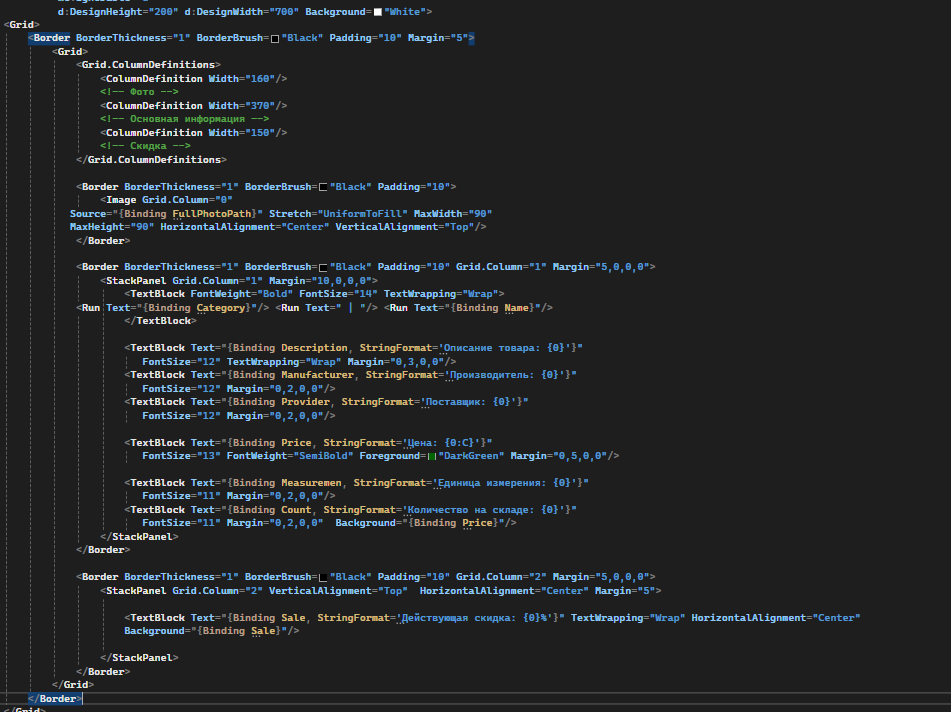 d:DesignHeight="200" d:DesignWidth="700" Background="White">
<Grid>
<Border BorderThickness="1" BorderBrush="Black" Padding="10" Margin="5">
<Grid>
<Grid.ColumnDefinitions>
<ColumnDefinition Width="160"/>
<!-- Фото -->
<ColumnDefinition Width="370"/>
<!-- Основная информация -->
<ColumnDefinition Width="150"/>
<!-- Скидка -->
</Grid.ColumnDefinitions>
<Border BorderThickness="1" BorderBrush="Black" Padding="10">
<Image Grid.Column="0"
Source="{Binding FullPhotoPath}" Stretch="UniformToFill" MaxWidth="90"
MaxHeight="90" HorizontalAlignment="Center" VerticalAlignment="Top"/>
</Border>
<Border BorderThickness="1" BorderBrush="Black" Padding="10" Grid.Column="1" Margin="5,0,0,0">
<StackPanel Grid.Column="1" Margin="10,0,0,0">
<TextBlock FontWeight="Bold" FontSize="14" TextWrapping="Wrap">
<Run Text="{Binding Category}"/> <Run Text=" | "/> <Run Text="{Binding Name}"/>
</TextBlock>
<TextBlock Text="{Binding Description, StringFormat='Описание товара: {0}'}"
FontSize="12" TextWrapping="Wrap" Margin="0,3,0,0"/>
<TextBlock Text="{Binding Manufacturer, StringFormat='Производитель: {0}'}"
FontSize="12" Margin="0,2,0,0"/>
<TextBlock Text="{Binding Provider, StringFormat='Поставщик: {0}'}"
FontSize="12" Margin="0,2,0,0"/>
<TextBlock Text="{Binding Price, StringFormat='Цена: {0:C}'}"
FontSize="13" FontWeight="SemiBold" Foreground="DarkGreen" Margin="0,5,0,0"/>
<TextBlock Text="{Binding Measuremen, StringFormat='Единица измерения: {0}'}"
FontSize="11" Margin="0,2,0,0"/>
<TextBlock Text="{Binding Count, StringFormat='Количество на складе: {0}'}"
FontSize="11" Margin="0,2,0,0"  Background="{Binding Price}"/>
</StackPanel>
</Border>
<Border BorderThickness="1" BorderBrush="Black" Padding="10" Grid.Column="2" Margin="5,0,0,0">
<StackPanel Grid.Column="2" VerticalAlignment="Top"  HorizontalAlignment="Center" Margin="5">
<TextBlock Text="{Binding Sale, StringFormat='Действующая скидка: {0}%'}" TextWrapping="Wrap" HorizontalAlignment="Center"
Background="{Binding Sale}"/>
</StackPanel>
</Border>
</Grid>
</Border>
</Grid>